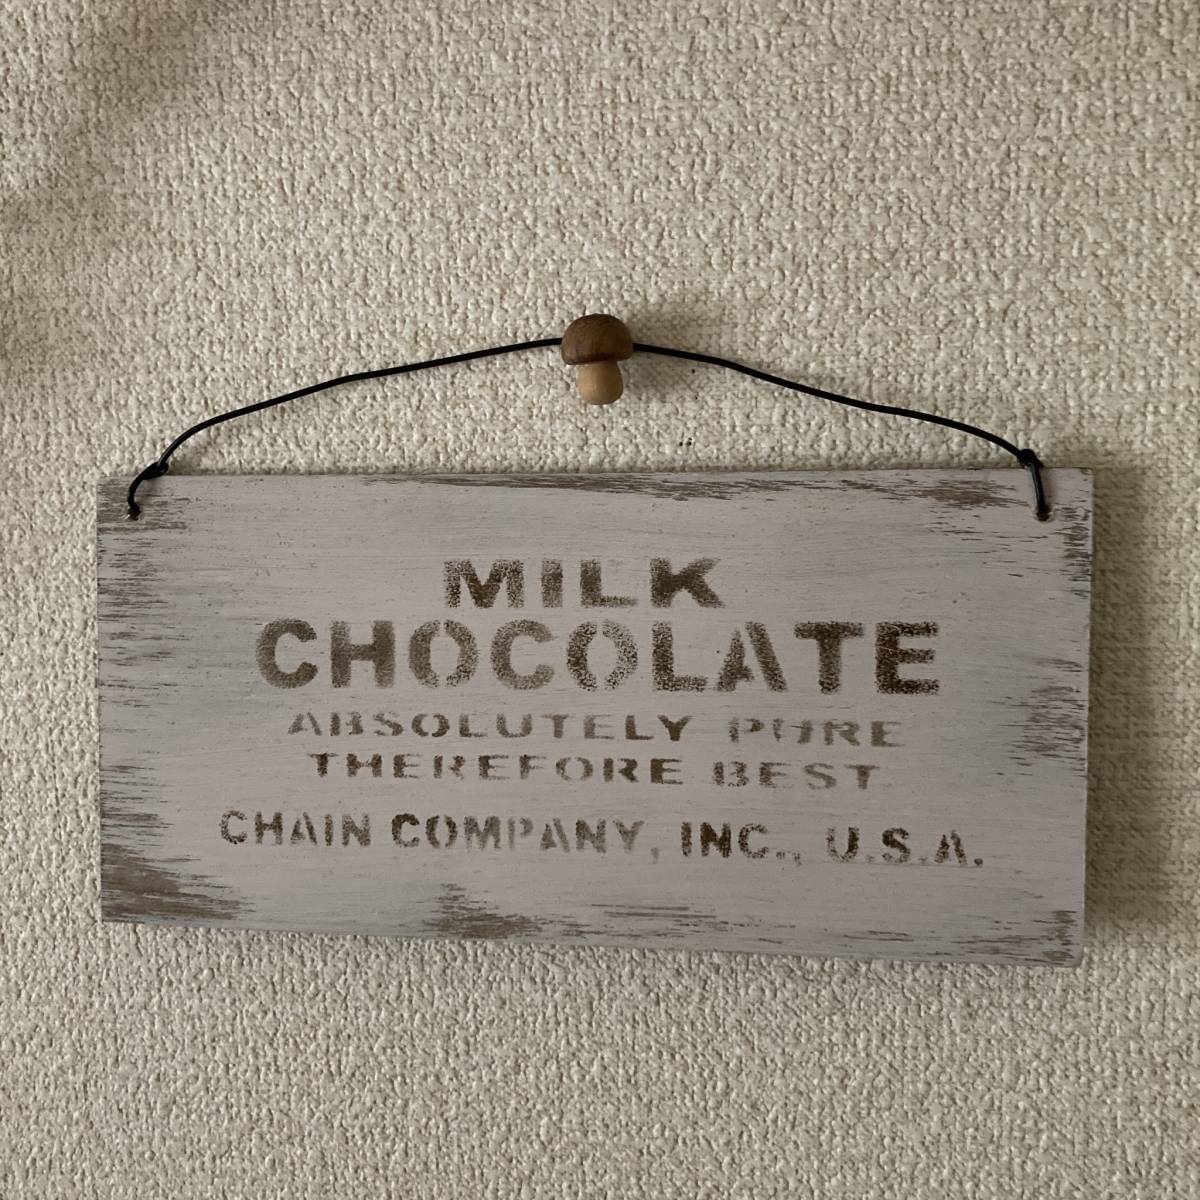 MILK
CHOCOLATE
ABSOLUTELY PURE
THEREFORE BEST
CHAIN COMPANY, INC., U.S.A.